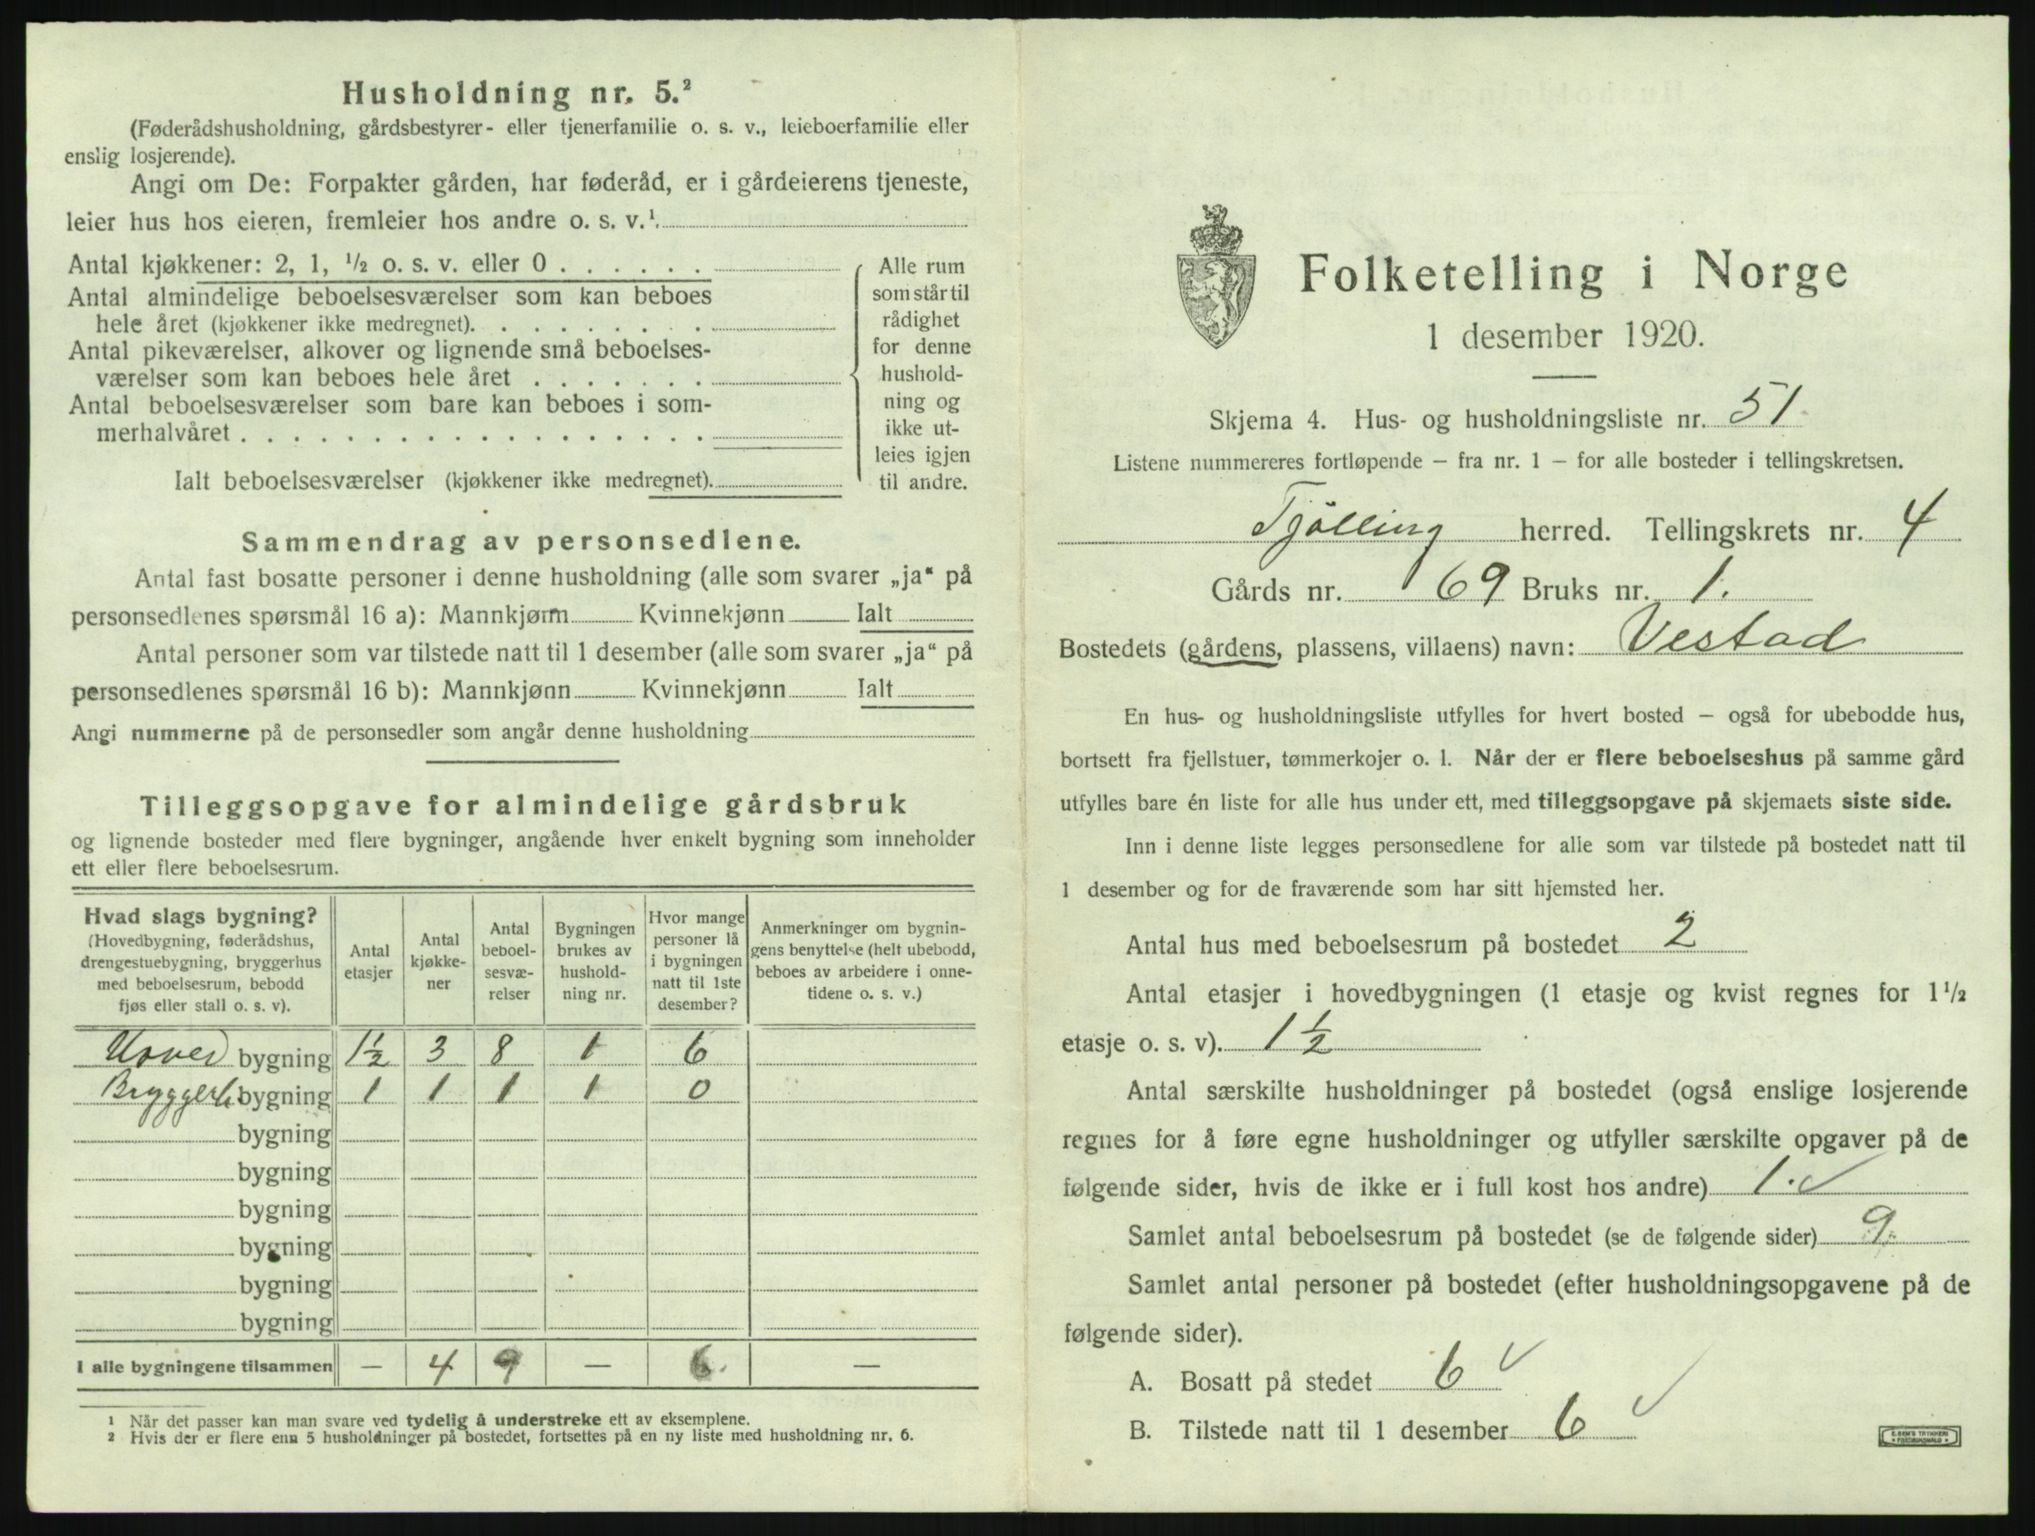 Husholdning nr. 5.²
(Føderådshusholdning, gårdsbestyrer- eller tjenerfamilie o. s. v., leieboerfamilie eller
enslig losjerende).
Angi om De: Forpakter gården, har føderåd, er i gårdeierens tjeneste,
leier hus hos eieren, fremleier hos andre o. s. v.¹.
Antal kjøkkener: 2, 1, ¹/₂ o. s. v. eller 0 . . . . . .
Antal almindelige beboelsesværelser som kan beboes
hele året (kjøkkener ikke medregnet). . . . . . . .
Antal pikeværelser, alkover og lignende små beboelses-
værelser som kan beboes hele året . . . . . . .
Antal beboelsesværelser som bare kan beboes i som-
merhalvåret . . . . . . . . . . . . . . . . . .
Ialt beboelsesværelser (kjøkkener ikke medregnet).
Alle rum
som står til
rådighet
for denne
hushold-
ning og
ikke ut-
leies igjen
til andre.
Sammendrag av personsedlene.
Antal fast bosatte personer i denne husholdning (alle som svarer „ja“ på
personsedlenes spørsmål 16 a): Mannkjønn Kvinnekjønn Ialt
Antal personer som var tilstede natt til 1 desember (alle som svarer „ja“ på
personsedlenes spørsmål 16 b): Mannkjønn Kvinnekjønn Ialt
Angi nummerne på de personsedler som angår denne husholdning
Tilleggsopgave for almindelige gårdsbruk
og lignende bosteder med flere bygninger, angående hver enkelt bygning som inneholder
ett eller flere beboelsesrum.
Hvad slags bygning?
(Hovedbygning, føderådshus,
drengestuebygning, bryggerhus
med beboelsesrum, bebodd
fjøs eller stall o. s. v).
Antal
etasjer
Antal
kjøkke-
ner
Antal
beboel-
sesvæ-
relser
Bygningen
brukes av
hushold-
ning nr.
Hvor mange
personer lå
i bygningen
natt til 1ste
desember?
Anmerkninger om bygnin-
gens benyttelse (helt ubebodd,
beboes av arbeidere i onne-
tidene o. s. v.)
Hoved bygning 1½ 3 8 1 6
Bryggerh. bygning 1 1 1 1 0
bygning
bygning
bygning
bygning
bygning
bygning
I alle bygningene tilsammen — 4 9 — 6. —
¹ Når det passer kan man svare ved tydelig å understreke ett av eksemplene.
² Hvis der er flere enn 5 husholdninger på bostedet, fortsettes på en ny liste med husholdning nr. 6.
Folketelling i Norge
1 desember 1920.
Skjema 4. Hus- og husholdningsliste nr. 51
Listene nummereres fortløpende – fra nr. 1 – for alle bosteder i tellingskretsen.
Tjølling herred. Tellingskrets nr. 4
Gårds nr. 69 Bruks nr. 1.
Bostedets (gårdens, plassens, villaens) navn: Vestad
En hus- og husholdningsliste utfylles for hvert bosted – også for ubebodde hus,
bortsett fra fjellstuer, tømmerkojer o. l. Når der er flere beboelseshus på samme gård
utfylles bare én liste for alle hus under ett, med tilleggsopgave på skjemaets siste side.
Inn i denne liste legges personsedlene for alle som var tilstede på bostedet natt til
1 desember og for de fraværende som har sitt hjemsted her.
Antal hus med beboelsesrum på bostedet 2
Antal etasjer i hovedbygningen (1 etasje og kvist regnes for 1¹/₂
etasje o. s. v). 1½
Antal særskilte husholdninger på bostedet (også enslige losjerende
regnes for å føre egne husholdninger og utfyller særskilte opgaver på de
følgende sider, hvis de ikke er i full kost hos andre) 1. ✓
Samlet antal beboelsesrum på bostedet (se de følgende sider) 9.
Samlet antal personer på bostedet (efter husholdningsopgavene på de
følgende sider).
A. Bosatt på stedet 6 ✓
B. Tilstede natt til 1 desember 6 ✓